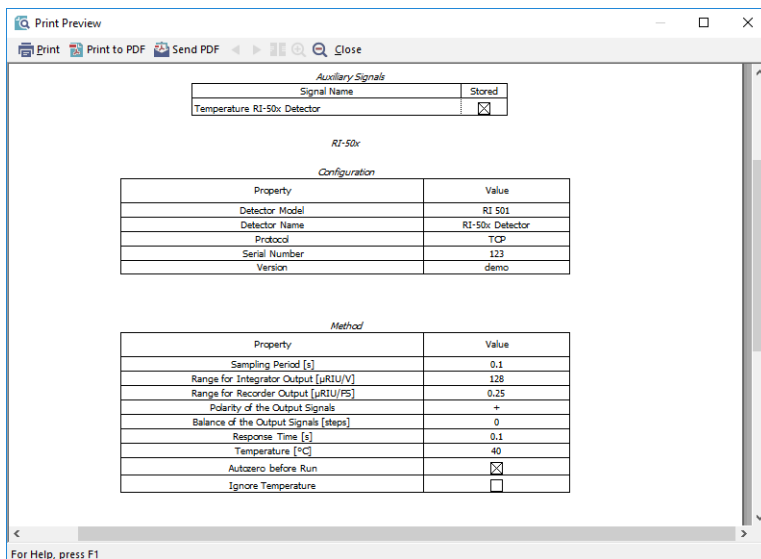 Print Preview
Print Print to PDF Send PDF Close
Auxiliary Signals
Signal Name Stored
Temperature RI-50x Detector
RI-50x
Configuration
Property Value
Detector Model RI 501
Detector Name RI-50x Detector
Protocol TCP
Serial Number 123
Version demo
Method
Property Value
Sampling Period [s] 0.1
Range for Integrator Output [µRIU/V] 128
Range for Recorder Output [µRIU/FS] 0.25
Polarity of the Output Signals +
Balance of the Output Signals [steps] 0
Response Time [s] 0.1
Temperature [°C] 40
Autozero before Run
Ignore Temperature
For Help, press F1